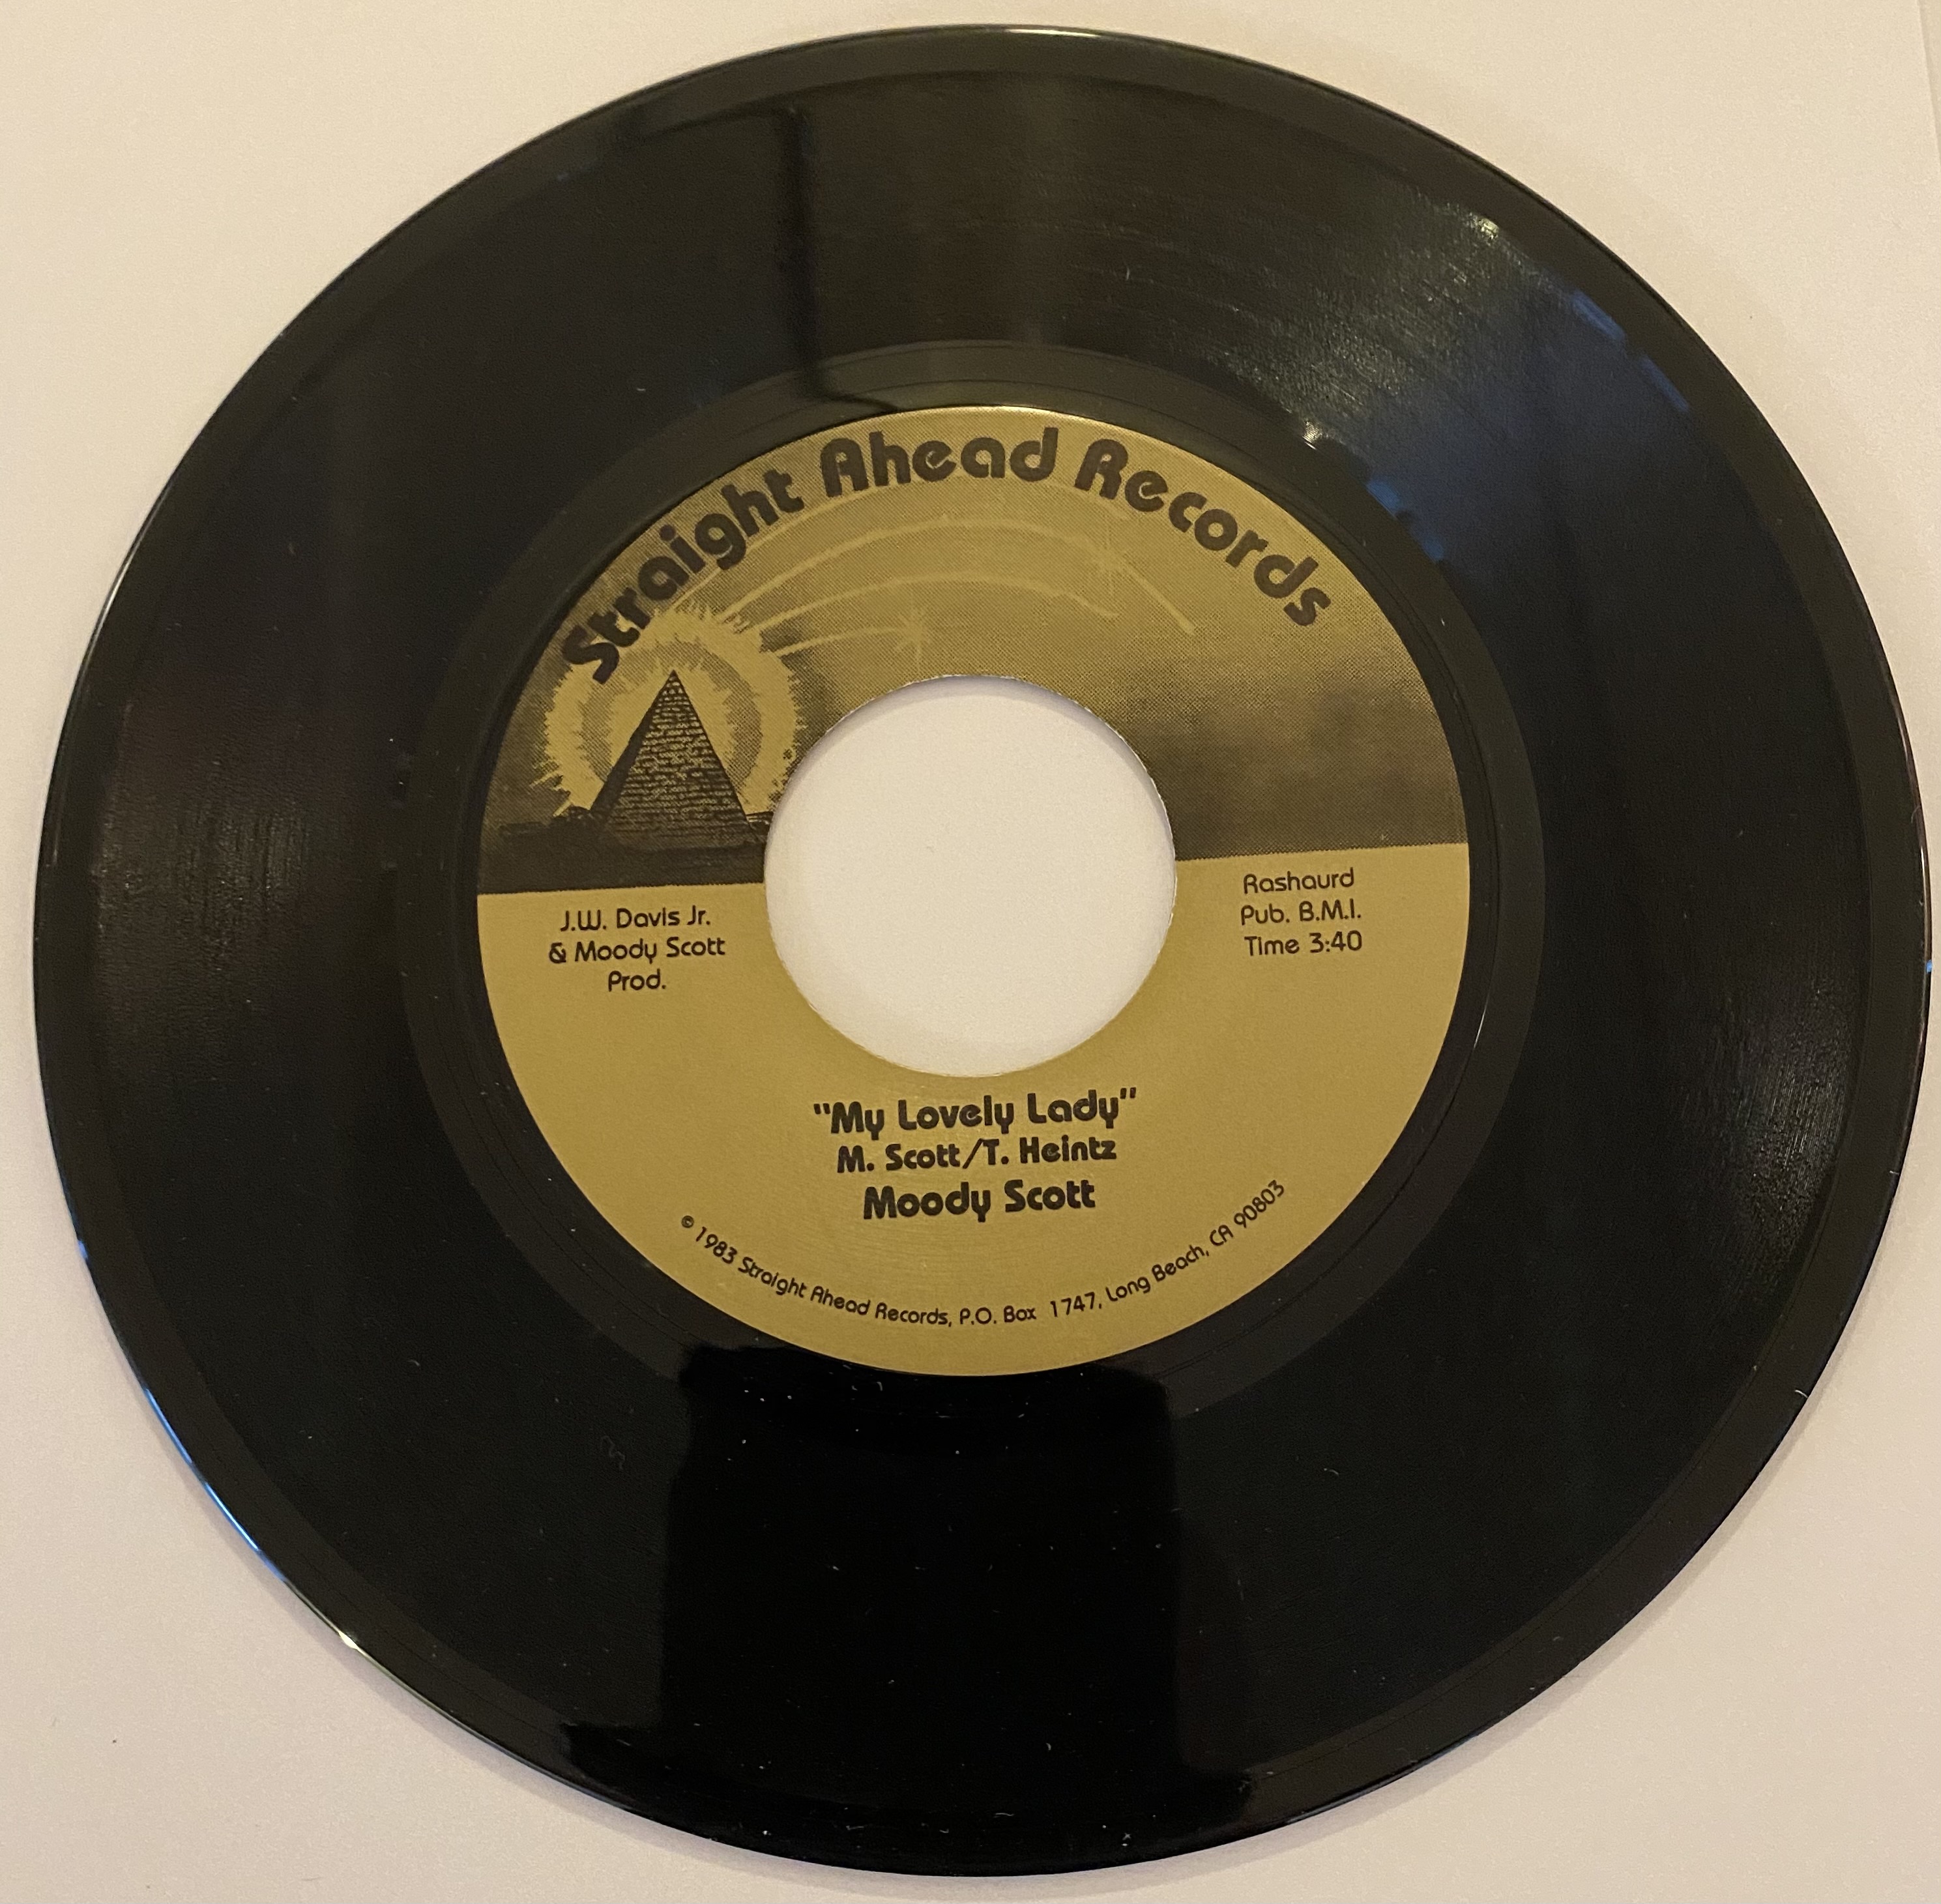 Straight Ahead Records
J.W. Davis Jr.
& Moody Scott
Prod.
Rashaurd
Pub. B.M.I.
Time 3:40
"My Lovely Lady"
M. Scott/T. Heintz
Moody Scott
© 1983 Straight Ahead Records, P.O. Box 1747, Long Beach, CA 90803